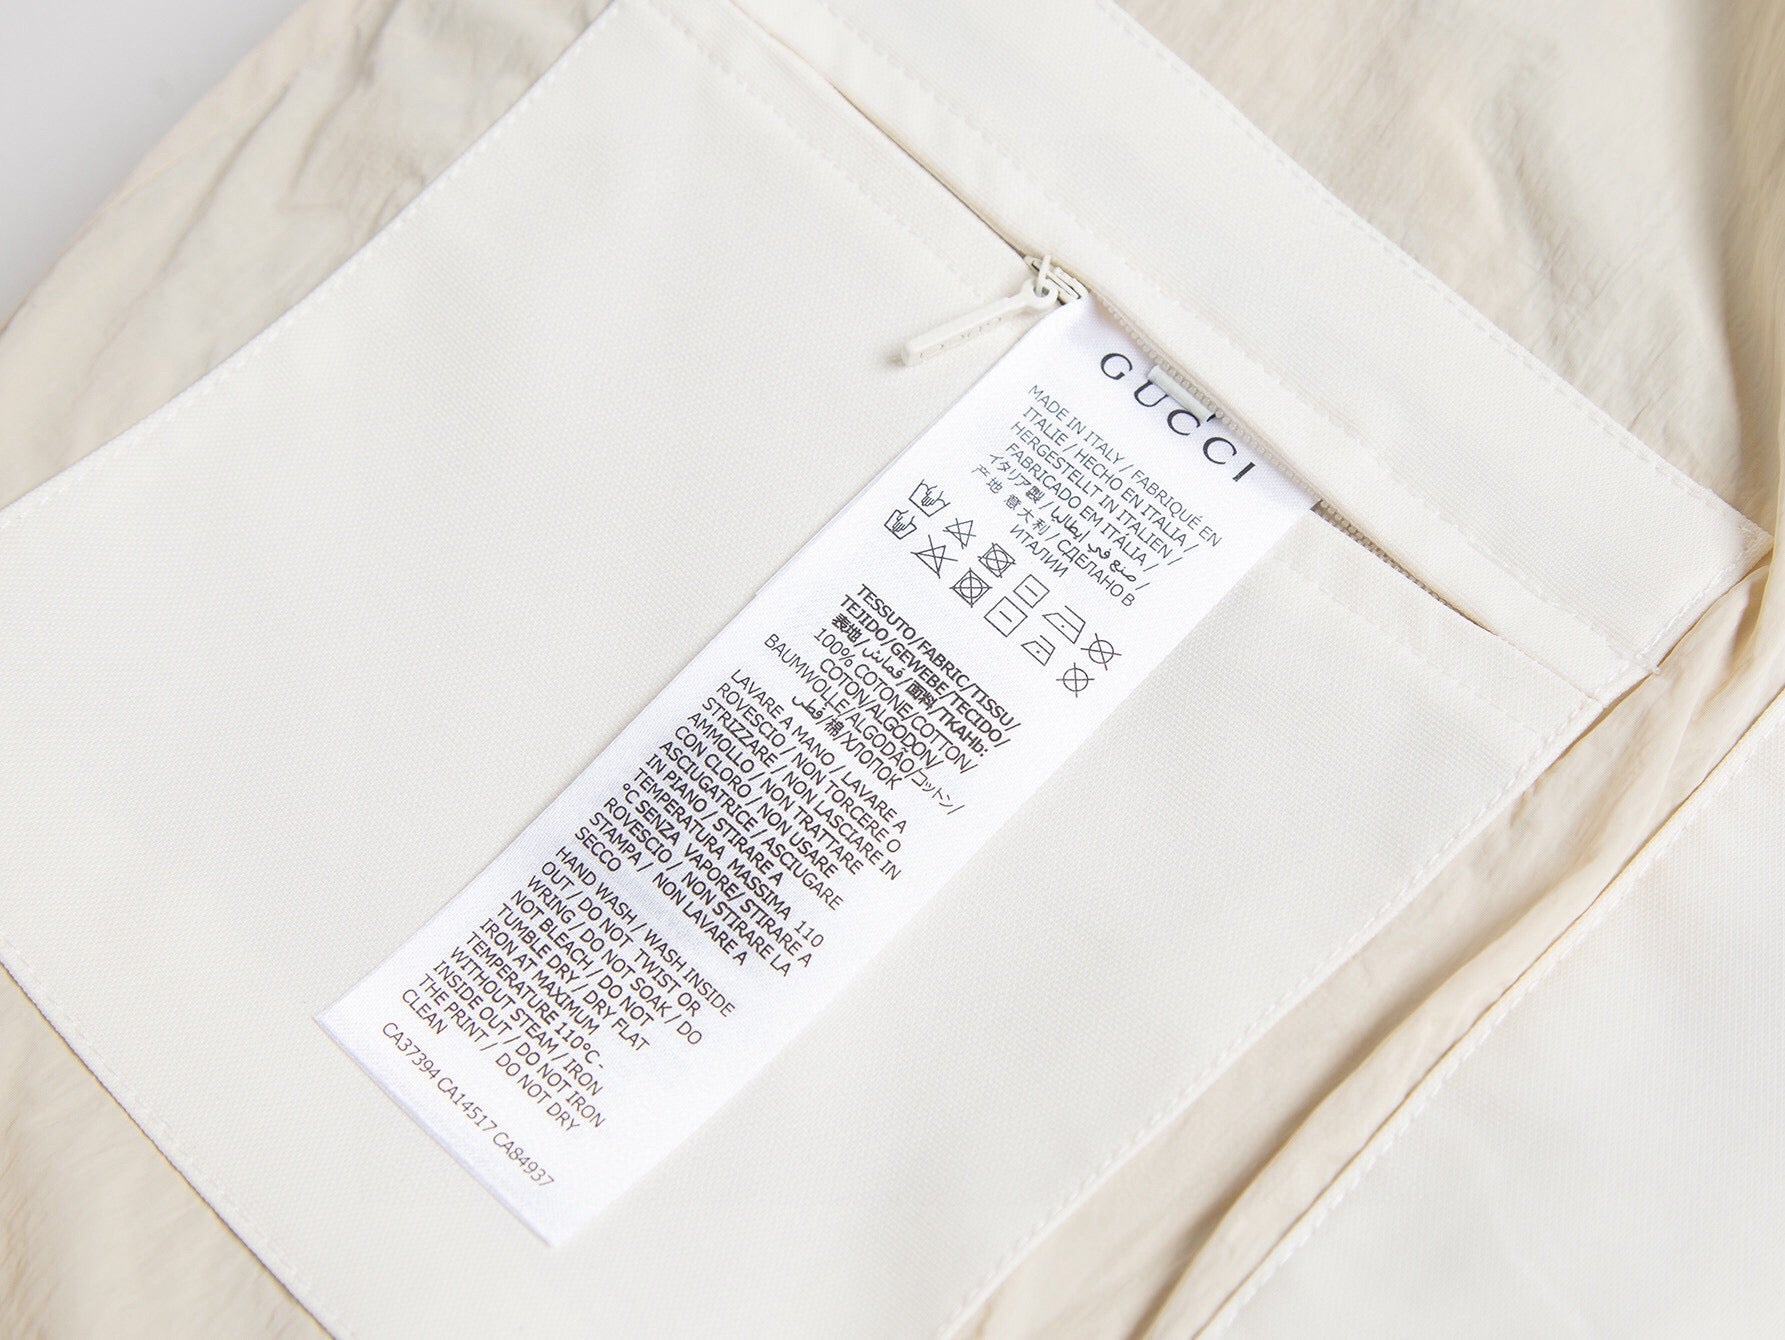 GUCCI
MADE IN ITALY / FABRIQUÉ EN
ITALIE / HECHO EN ITALIA /
HERGESTELLT IN ITALIEN /
FABRICADO EM ITÁLIA /
イタリア製 / صنع في إيطاليا /
产地 意大利 / СДЕЛАНО В
ИТАЛИИ
TESSUTO/FABRIC/TISSU/
TEJIDO/GEWEBE/TECIDO/
表地/قماش/面料/ТКАНЬ:
100% COTONE/COTTON/
COTON/ALGODON/
BAUMWOLLE/ALGODÃO/コットン/
قطن/棉/ХЛОПОК
LAVARE A MANO / LAVARE A
ROVESCIO / NON TORCERE O
STRIZZARE / NON LASCIARE IN
AMMOLLO / NON TRATTARE
CON CLORO / NON USARE
ASCIUGATRICE / ASCIUGARE
IN PIANO / STIRARE A
TEMPERATURA MASSIMA 110
°C SENZA VAPORE/ STIRARE A
ROVESCIO / NON STIRARE LA
STAMPA / NON LAVARE A
SECCO
HAND WASH / WASH INSIDE
OUT / DO NOT TWIST OR
WRING / DO NOT SOAK / DO
NOT BLEACH / DO NOT
TUMBLE DRY / DRY FLAT
IRON AT MAXIMUM
TEMPERATURE 110°C -
WITHOUT STEAM / IRON
INSIDE OUT / DO NOT IRON
THE PRINT / DO NOT DRY
CLEAN
CA37394 CA14517 CA84937